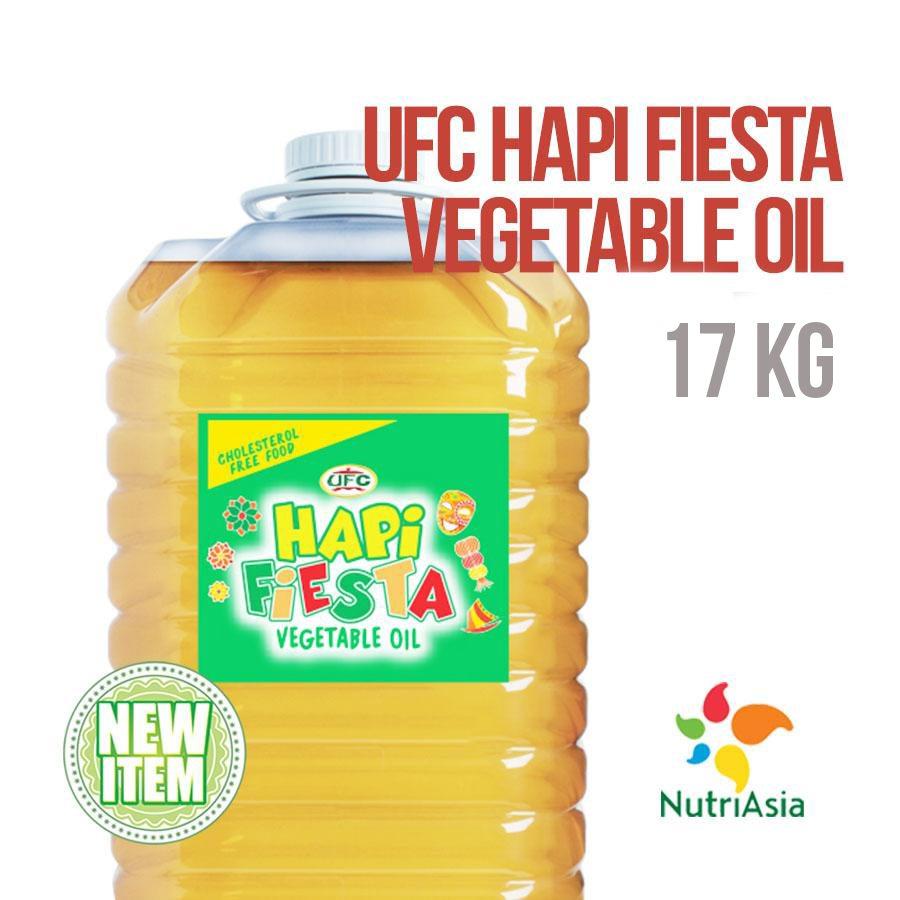 UFC HAPI FIESTA
VEGETABLE OIL
17 KG
CHOLESTEROL
FREE FOOD
UFC
HAPi
FiESTA
VEGETABLE OIL
NEW
ITEM
NutriAsia